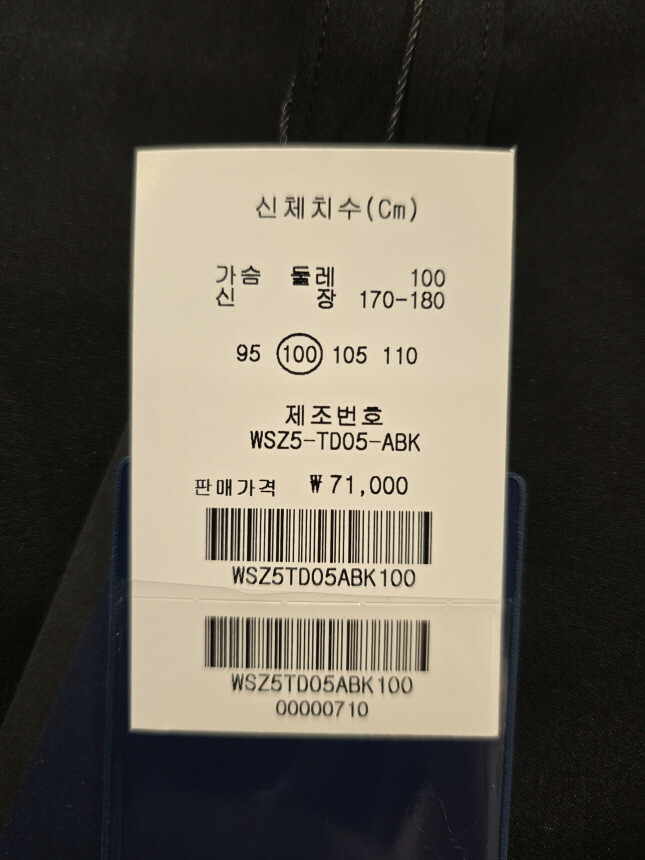 신체치수(Cm)
가슴 둘레 100
신 장 170-180
95 100 105 110
제조번호
WSZ5-TD05-ABK
판매가격 ₩71,000
WSZ5TD05ABK100
WSZ5TD05ABK100
00000710